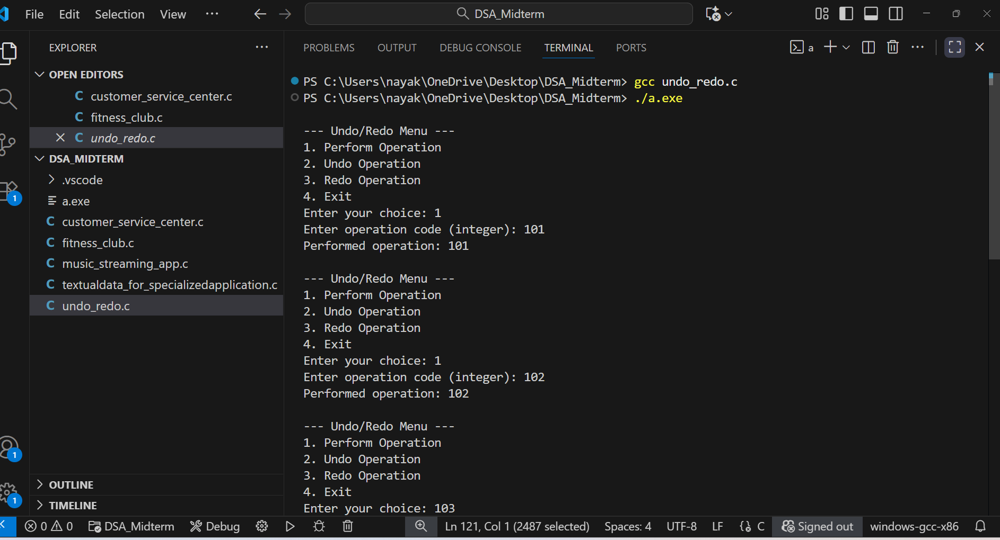 File Edit Selection View ··· DSA_Midterm
EXPLORER ···
OPEN EDITORS
C customer_service_center.c
C fitness_club.c
C undo_redo.c
DSA_MIDTERM
.vscode
a.exe
C customer_service_center.c
C fitness_club.c
C music_streaming_app.c
C textualdata_for_specializedapplication.c
C undo_redo.c
OUTLINE
TIMELINE
1
1
1
PROBLEMS OUTPUT DEBUG CONSOLE TERMINAL PORTS a ···
PS C:\Users\nayak\OneDrive\Desktop\DSA_Midterm> gcc undo_redo.c
PS C:\Users\nayak\OneDrive\Desktop\DSA_Midterm> ./a.exe
--- Undo/Redo Menu ---
1. Perform Operation
2. Undo Operation
3. Redo Operation
4. Exit
Enter your choice: 1
Enter operation code (integer): 101
Performed operation: 101
--- Undo/Redo Menu ---
1. Perform Operation
2. Undo Operation
3. Redo Operation
4. Exit
Enter your choice: 1
Enter operation code (integer): 102
Performed operation: 102
--- Undo/Redo Menu ---
1. Perform Operation
2. Undo Operation
3. Redo Operation
4. Exit
Enter your choice: 103
0 0 DSA_Midterm Debug Ln 121, Col 1 (2487 selected) Spaces: 4 UTF-8 LF C Signed out windows-gcc-x86